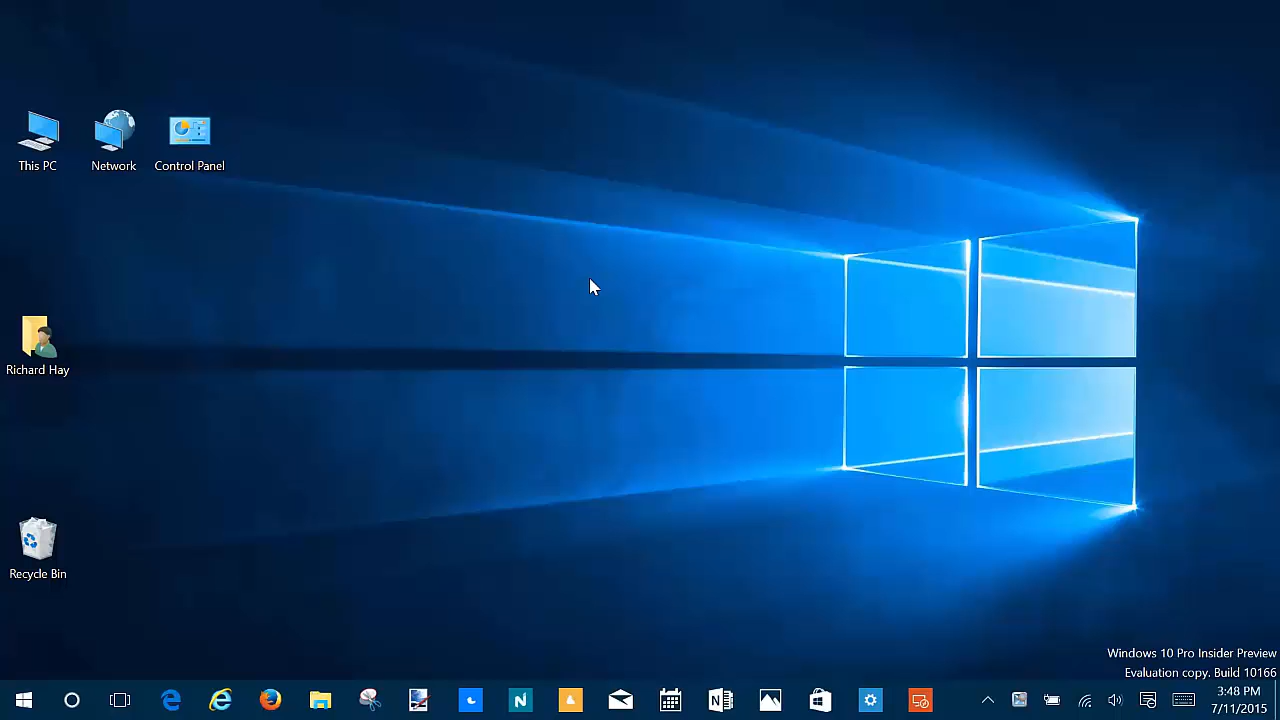 This PC
Network
Control Panel
Richard Hay
Recycle Bin
Windows 10 Pro Insider Preview
Evaluation copy. Build 10166
3:48 PM
7/11/2015